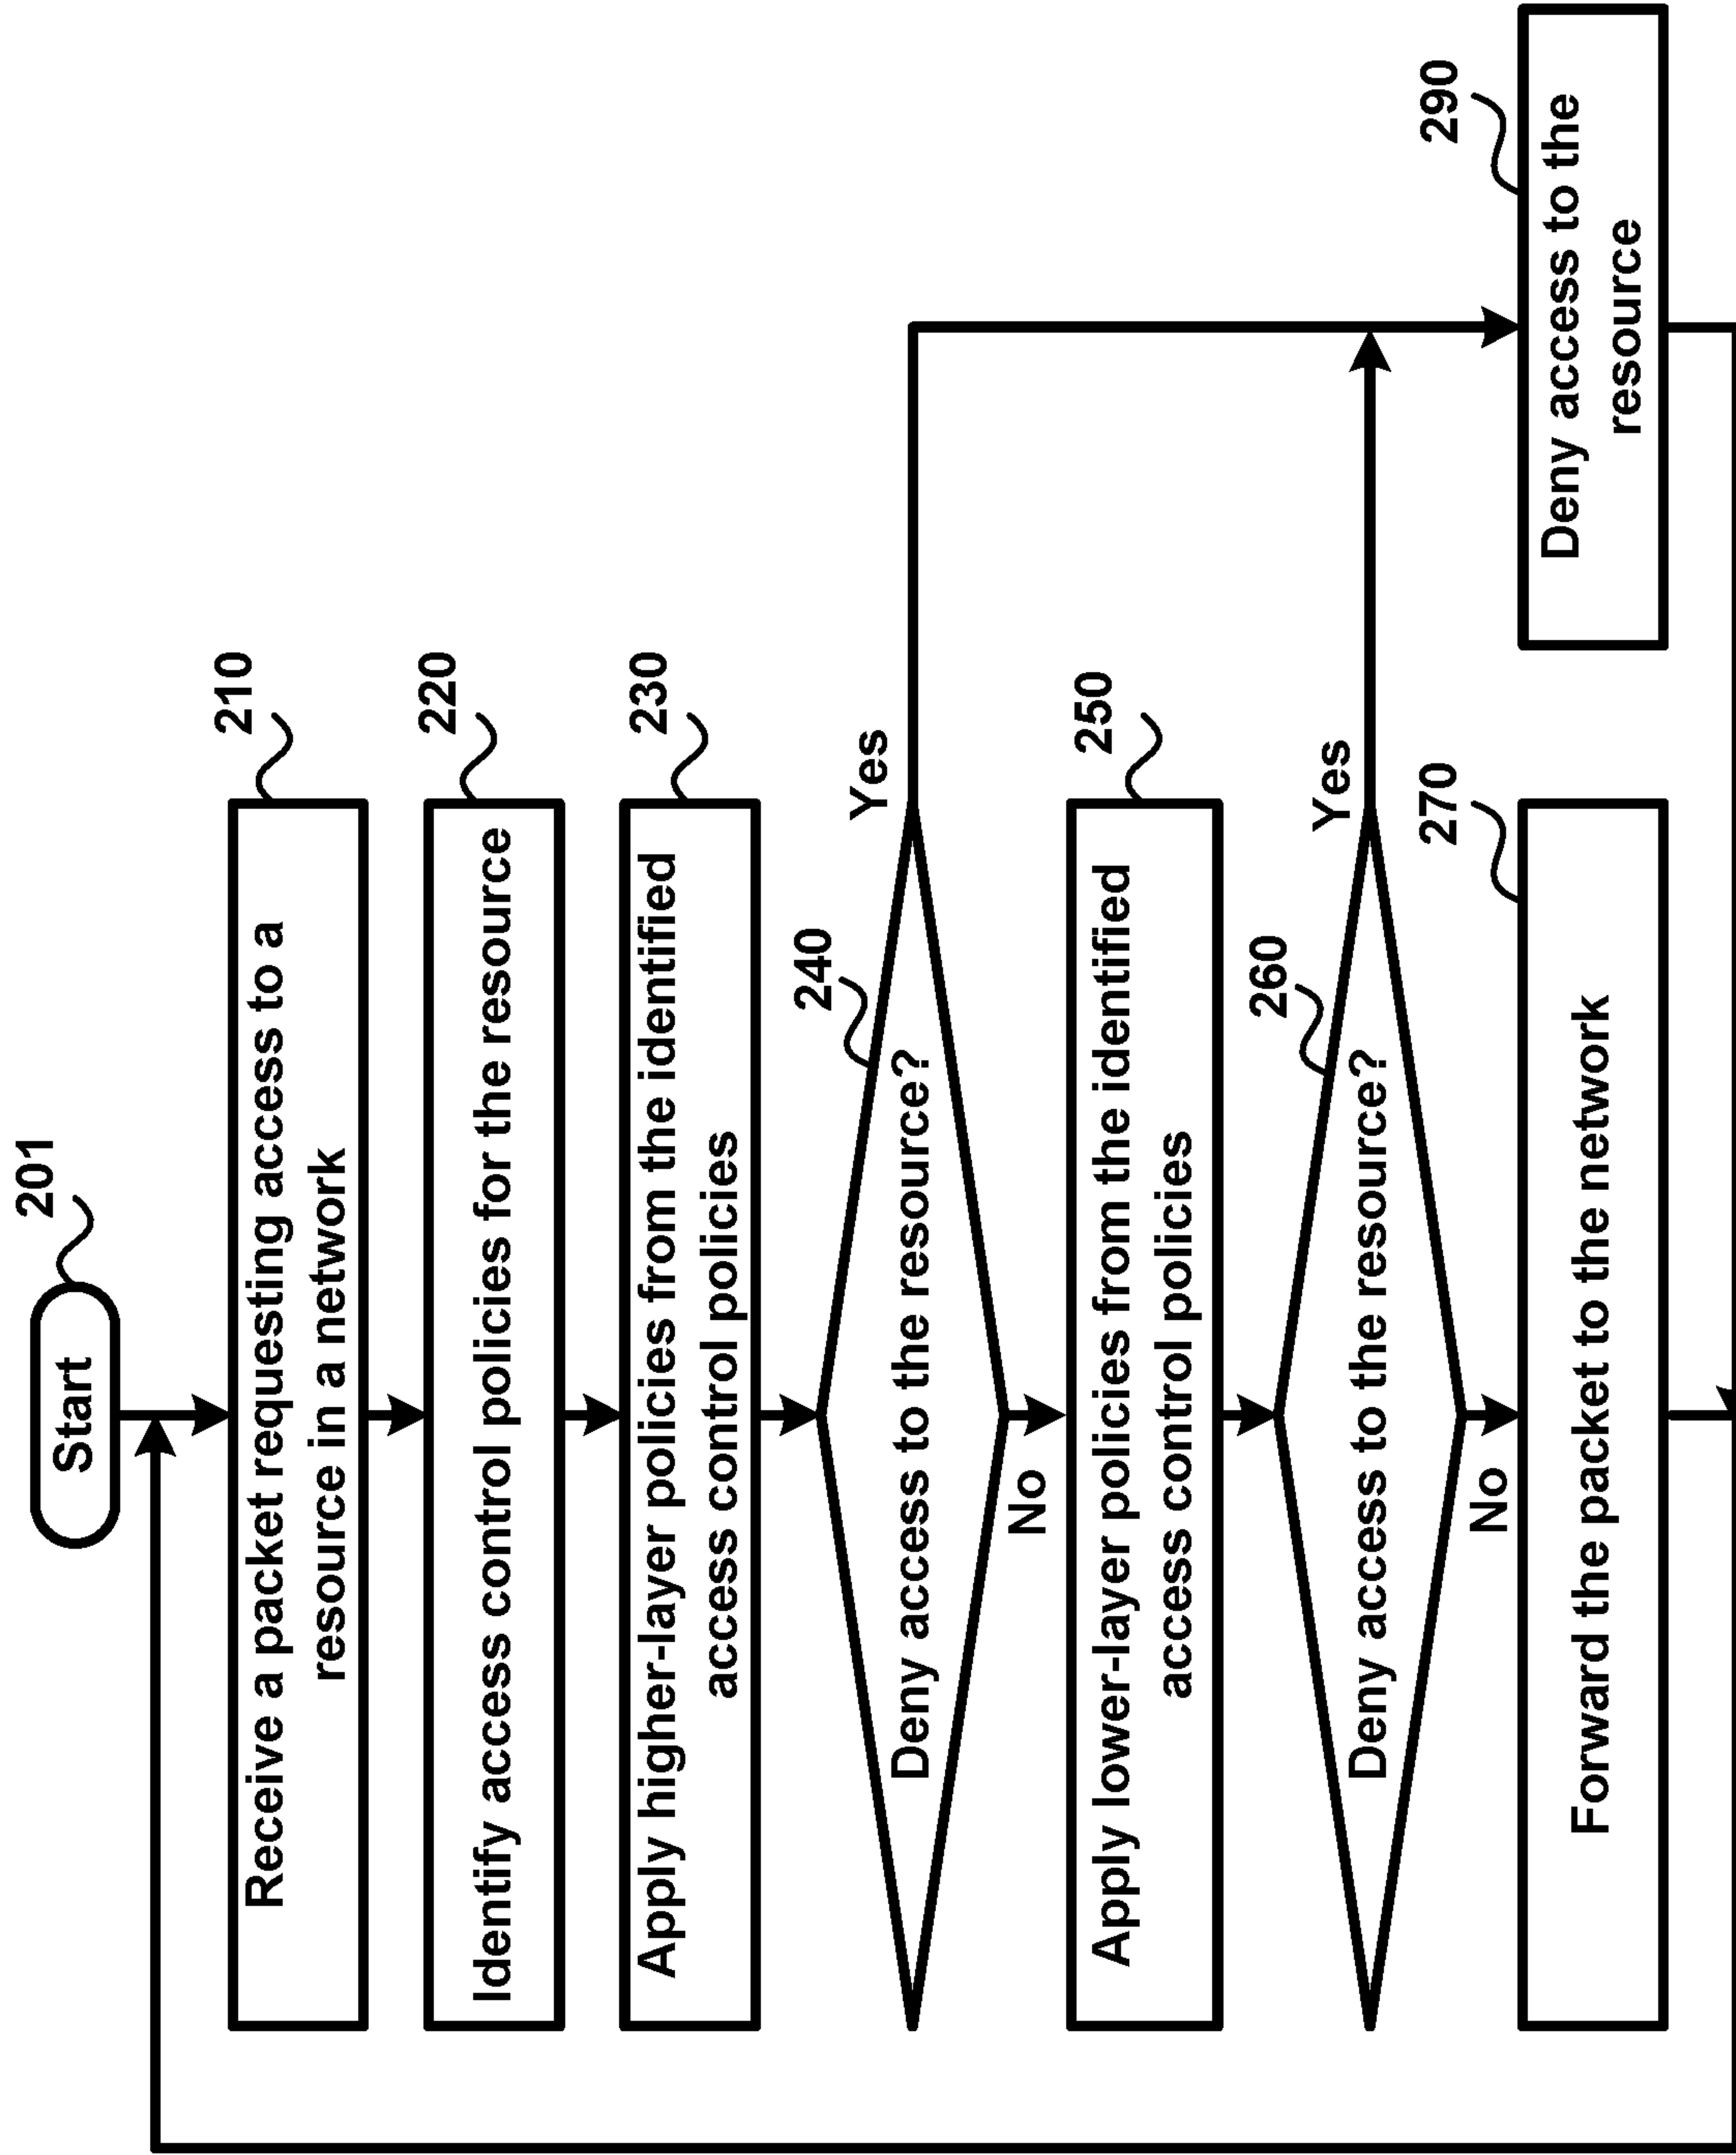 201
Start
210
Receive a packet requesting access to a
resource in a network
220
Identify access control policies for the resource
230
Apply higher-layer policies from the identified
access control policies
240
Deny access to the resource?
Yes
No
250
Apply lower-layer policies from the identified
access control policies
260
Deny access to the resource?
Yes
No
270
Forward the packet to the network
290
Deny access to the
resource